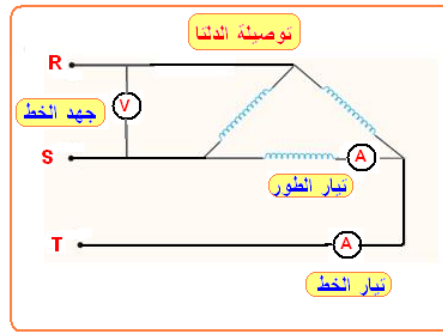 توصيلة الدلتا
R
V
جهد الخط
S
A
تيار الطور
T
A
تيار الخط